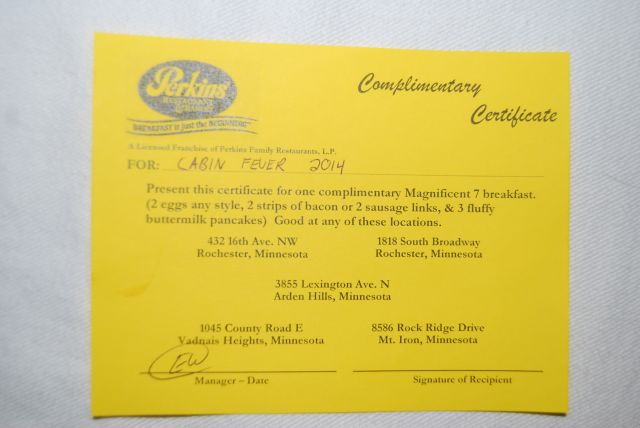 Perkins
RESTAURANT
& BAKERY
BREAKFAST is just the BEGINNING
Complimentary
Certificate
A Licensed Franchise of Perkins Family Restaurants, L.P.
FOR: CABIN FEVER 2014
Present this certificate for one complimentary Magnificent 7 breakfast.
(2 eggs any style, 2 strips of bacon or 2 sausage links, & 3 fluffy
buttermilk pancakes) Good at any of these locations.
432 16th Ave. NW
Rochester, Minnesota
1818 South Broadway
Rochester, Minnesota
3855 Lexington Ave. N
Arden Hills, Minnesota
1045 County Road E
Vadnais Heights, Minnesota
8586 Rock Ridge Drive
Mt. Iron, Minnesota
EW
Manager – Date
Signature of Recipient